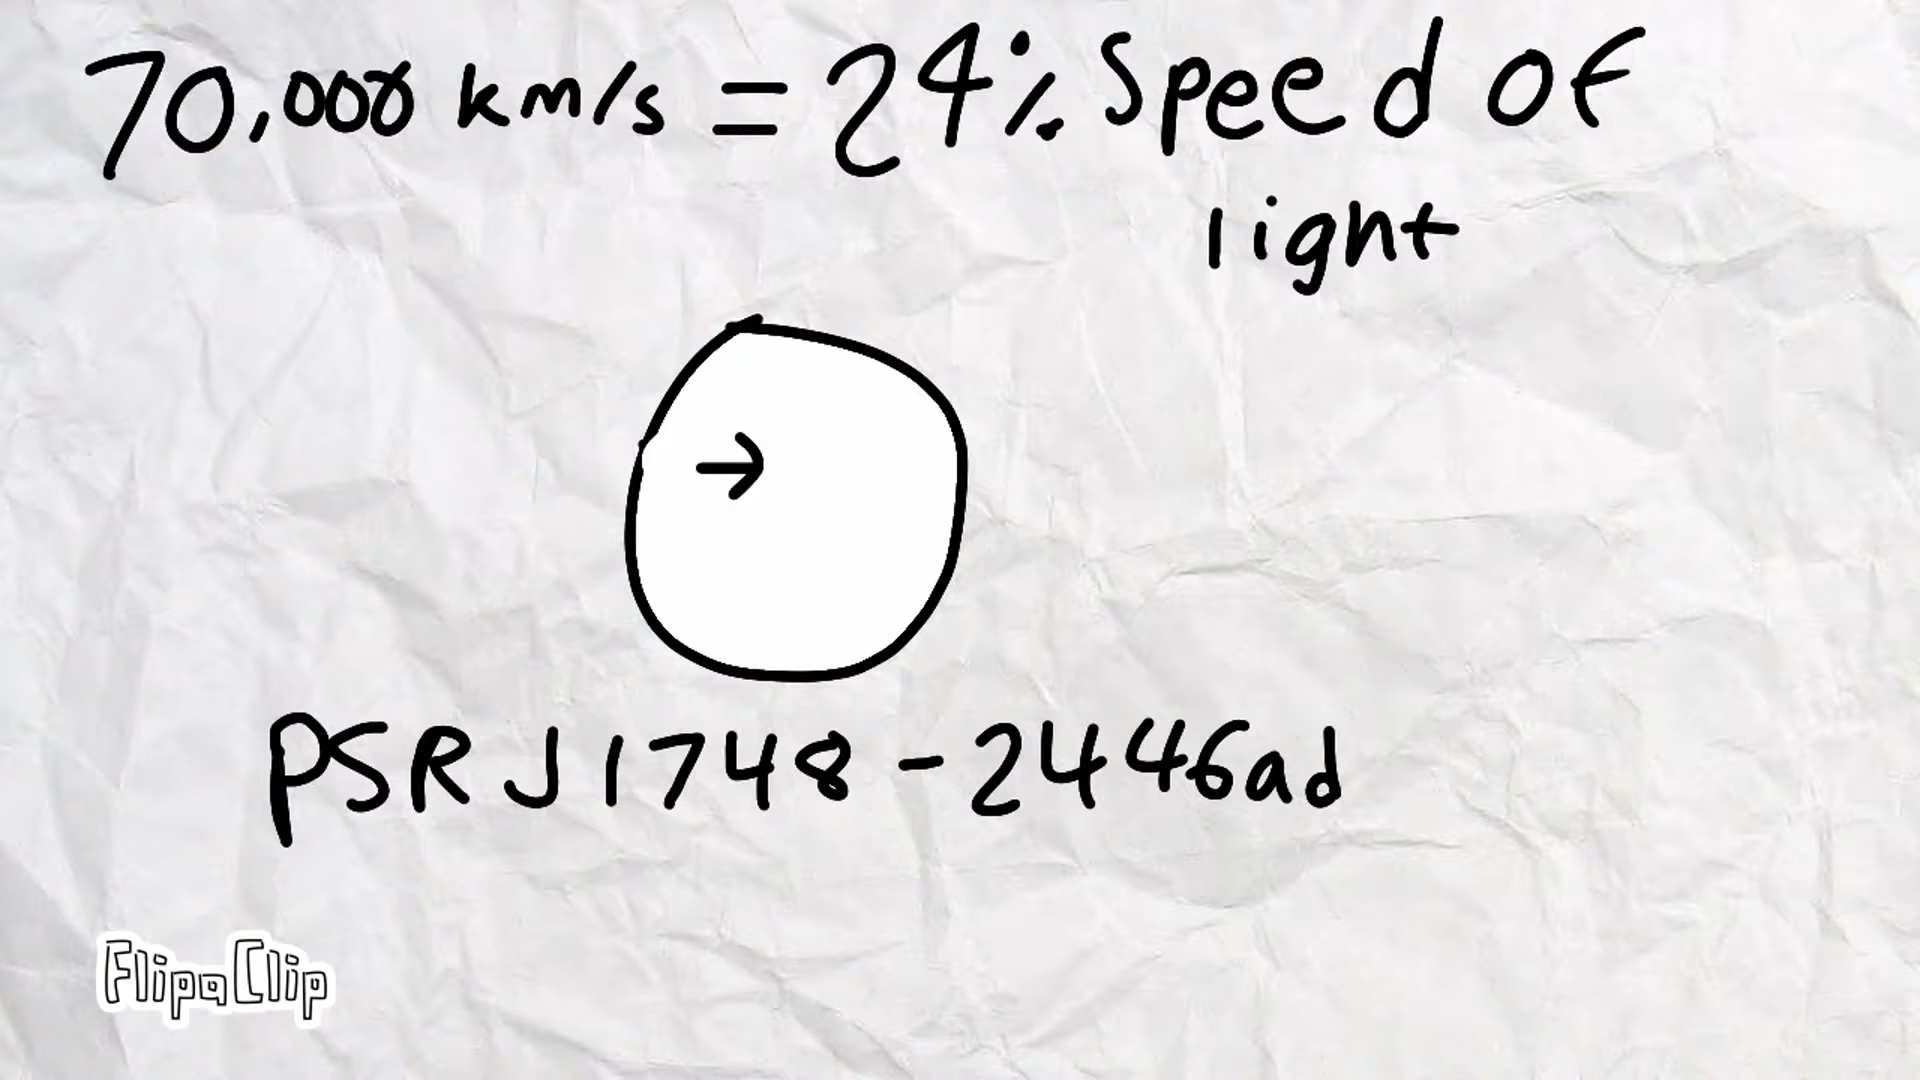 70,000 km/s = 24% Speed of
light
→
PSR J1748-2446ad
FlipaClip